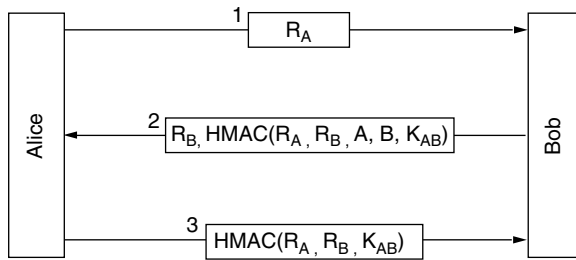 1
R_A
Alice
2
R_B, HMAC(R_A , R_B , A, B, K_AB)
Bob
3
HMAC(R_A , R_B , K_AB)